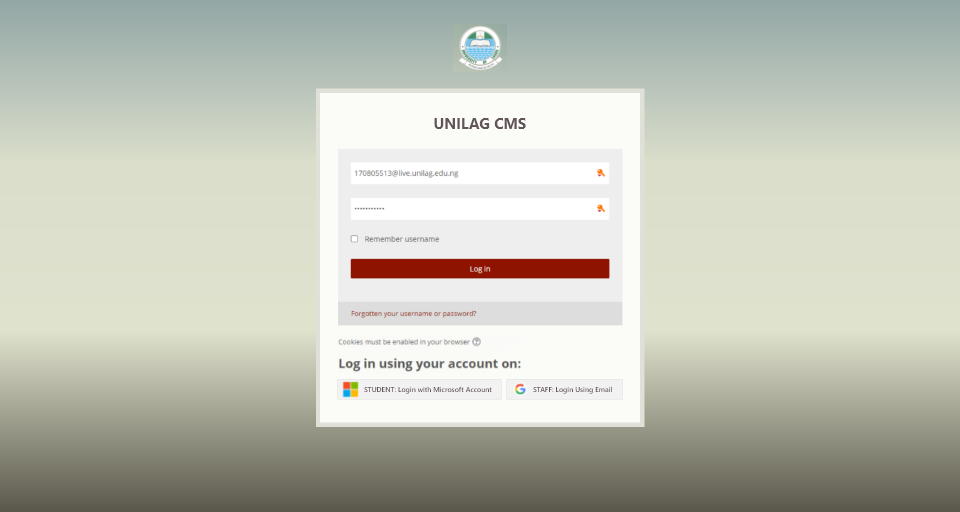 UNILAG CMS
170805513@live.unilag.edu.ng
•••••••••••
Remember username
Log in
Forgotten your username or password?
Cookies must be enabled in your browser
Log in using your account on:
STUDENT: Login with Microsoft Account
STAFF: Login Using Email